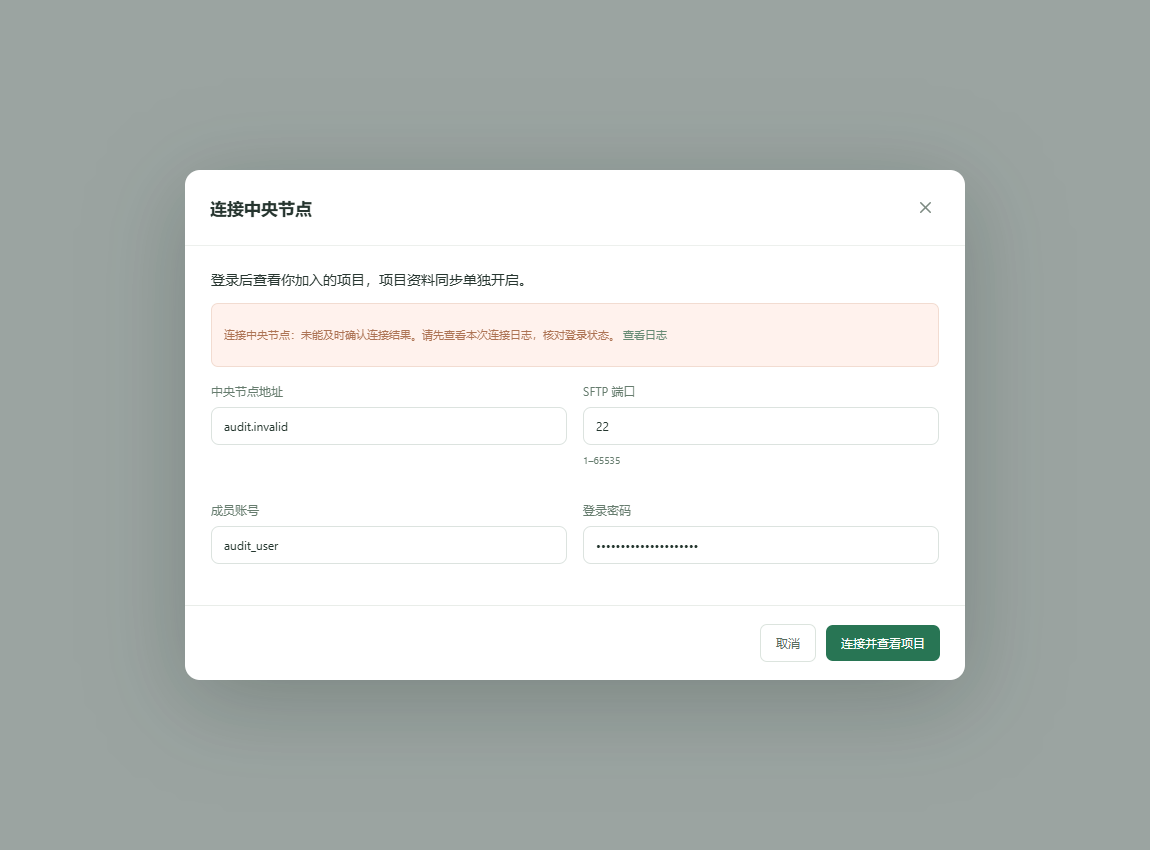 连接中央节点
登录后查看你加入的项目，项目资料同步单独开启。
连接中央节点：未能及时确认连接结果。请先查看本次连接日志，核对登录状态。 查看日志
中央节点地址
SFTP 端口
audit.invalid
22
1–65535
成员账号
登录密码
audit_user
•••••••••••••••••••••
取消
连接并查看项目